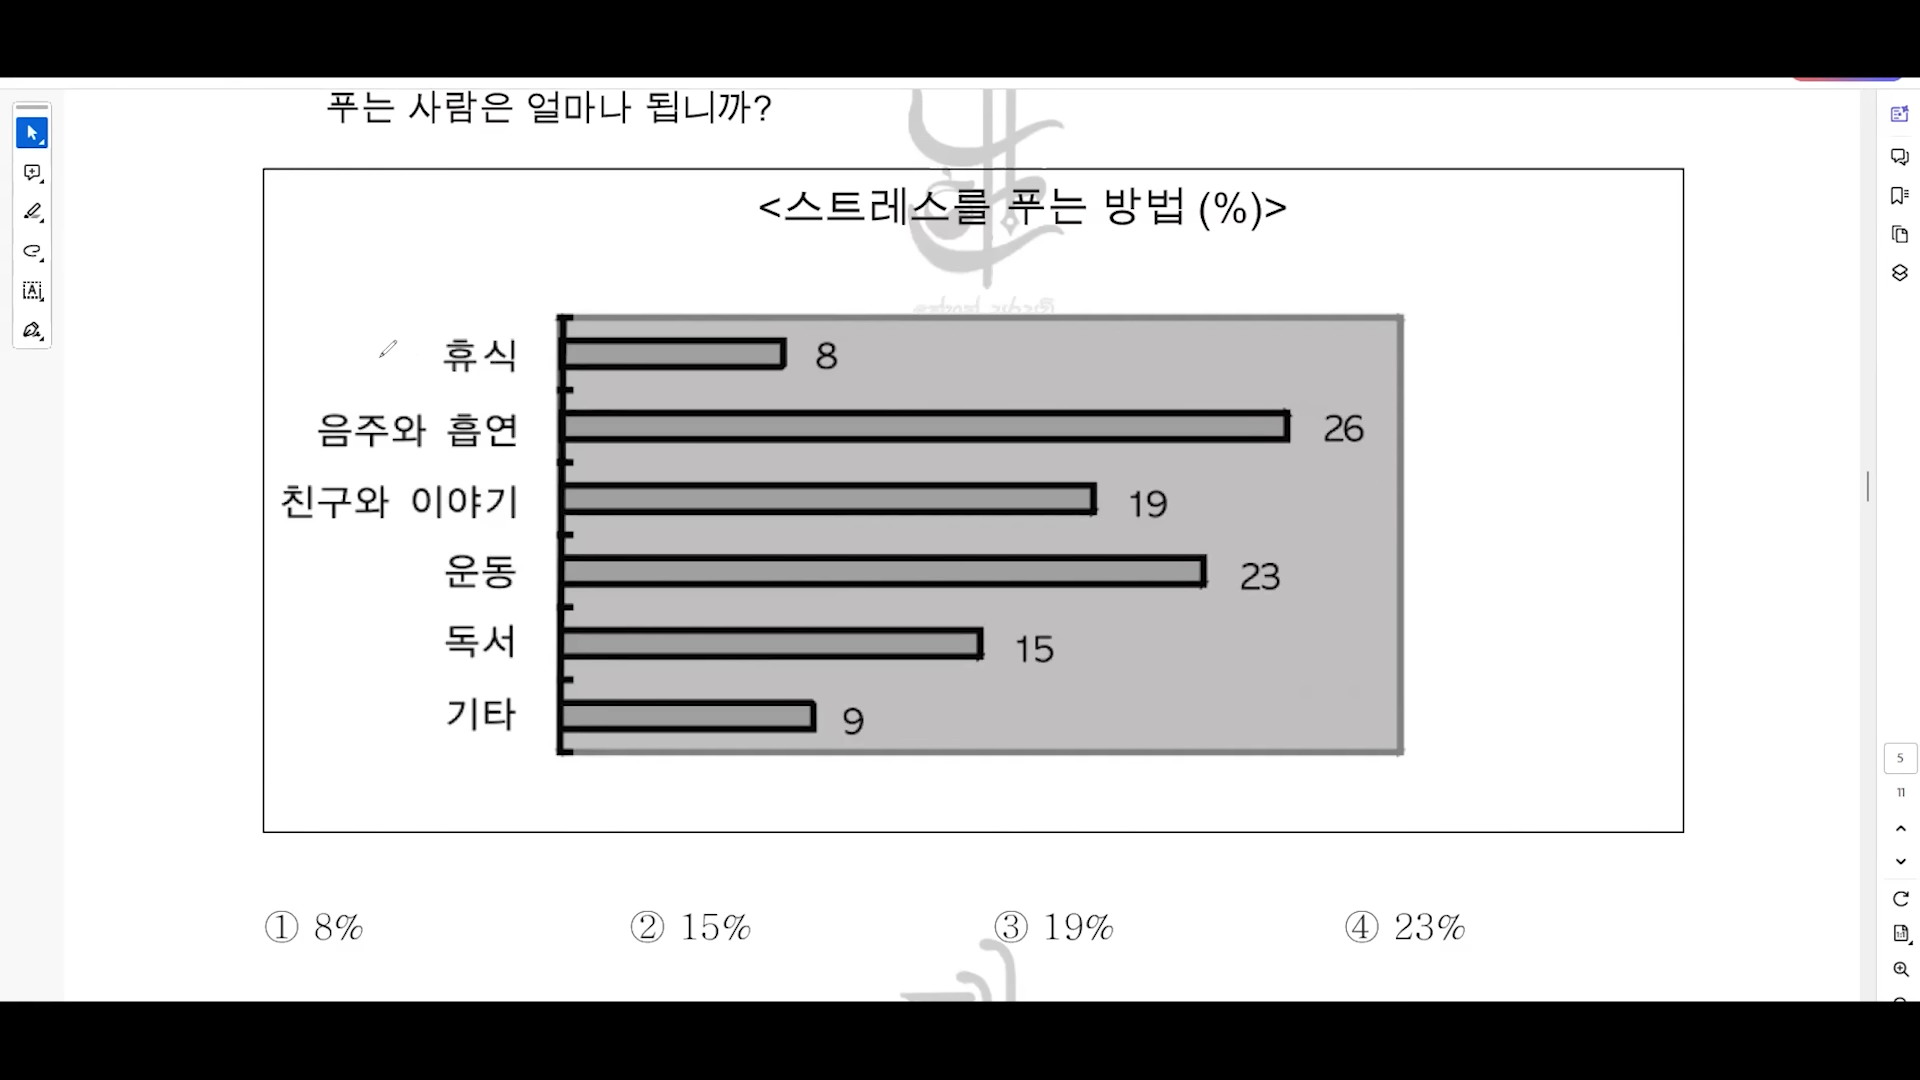 푸는 사람은 얼마나 됩니까?
<스트레스를 푸는 방법 (%)>
휴식 8
음주와 흡연 26
친구와 이야기 19
운동 23
독서 15
기타 9
① 8% ② 15% ③ 19% ④ 23%
5
11